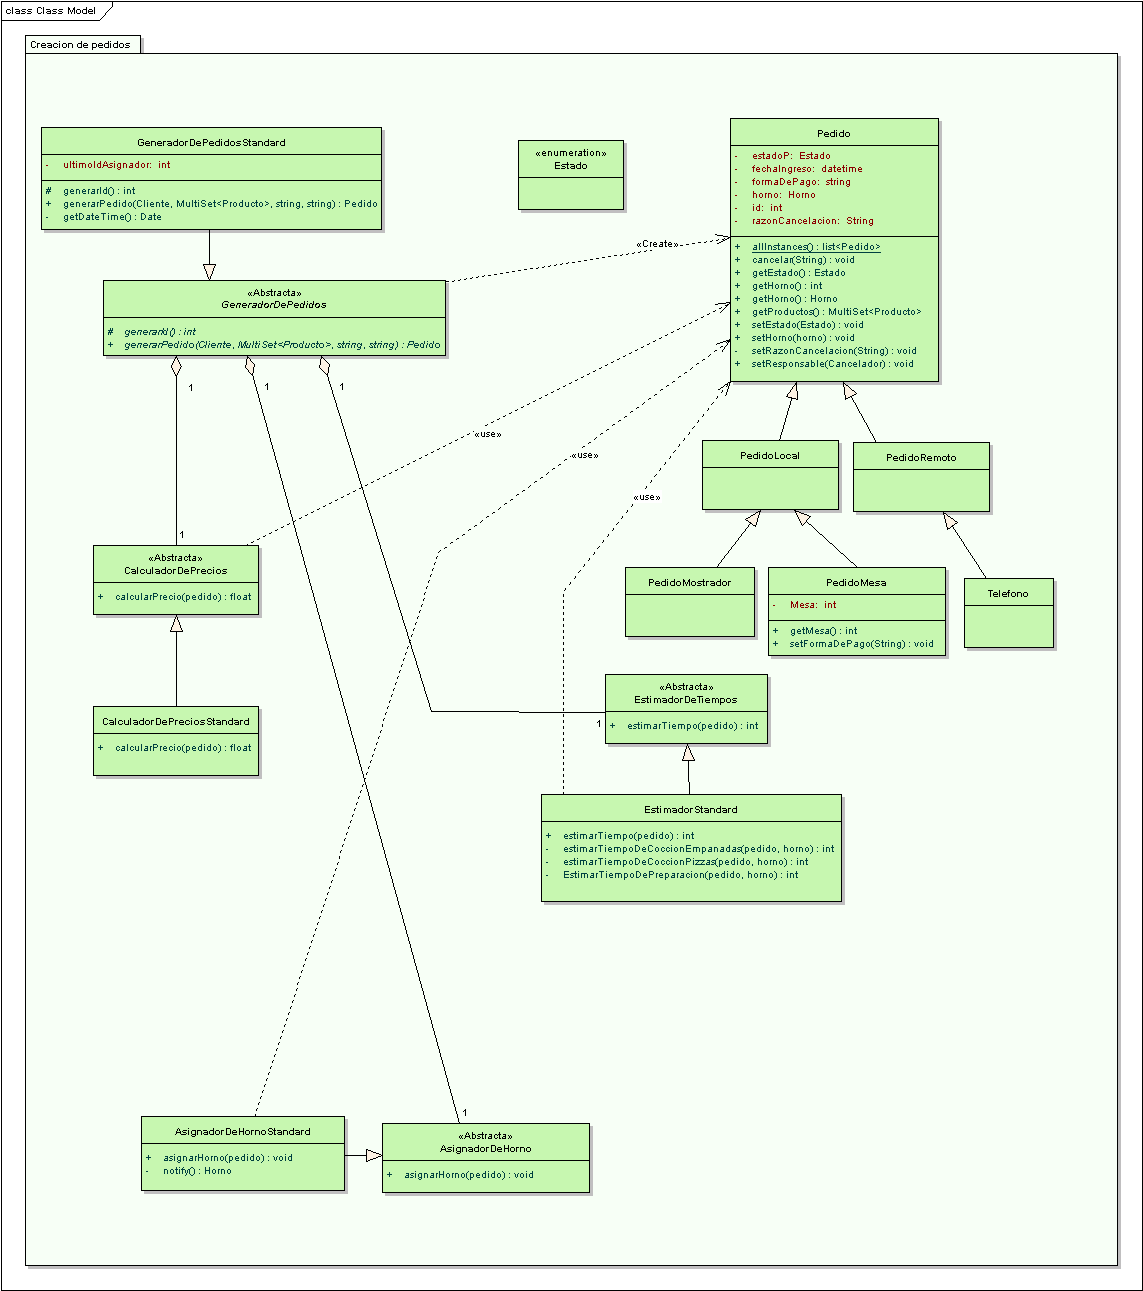 class Class Model
Creacion de pedidos
GeneradorDePedidosStandard
- ultimoIdAsignador: int
# generarId() : int
+ generarPedido(Cliente, MultiSet<Producto>, string, string) : Pedido
- getDateTime() : Date
«enumeration»
Estado
Pedido
- estadoP: Estado
- fechaIngreso: datetime
- formaDePago: string
- horno: Horno
- id: int
- razonCancelacion: String
+ allInstances() : list<Pedido>
+ cancelar(String) : void
+ getEstado() : Estado
+ getHorno() : int
+ getHorno() : Horno
+ getProductos() : MultiSet<Producto>
+ setEstado(Estado) : void
+ setHorno(horno) : void
- setRazonCancelacion(String) : void
+ setResponsable(Cancelador) : void
«Create»
«Abstracta»
GeneradorDePedidos
# generarId() : int
+ generarPedido(Cliente, MultiSet<Producto>, string, string) : Pedido
1
1
1
«use»
«use»
«use»
PedidoLocal
PedidoRemoto
1
«Abstracta»
CalculadorDePrecios
+ calcularPrecio(pedido) : float
PedidoMostrador
PedidoMesa
- Mesa: int
+ getMesa() : int
+ setFormaDePago(String) : void
Telefono
«Abstracta»
EstimadorDeTiempos
+ estimarTiempo(pedido) : int
1
CalculadorDePreciosStandard
+ calcularPrecio(pedido) : float
EstimadorStandard
+ estimarTiempo(pedido) : int
- estimarTiempoDeCoccionEmpanadas(pedido, horno) : int
- estimarTiempoDeCoccionPizzas(pedido, horno) : int
- EstimarTiempoDePreparacion(pedido, horno) : int
1
AsignadorDeHornoStandard
+ asignarHorno(pedido) : void
- notify() : Horno
«Abstracta»
AsignadorDeHorno
+ asignarHorno(pedido) : void